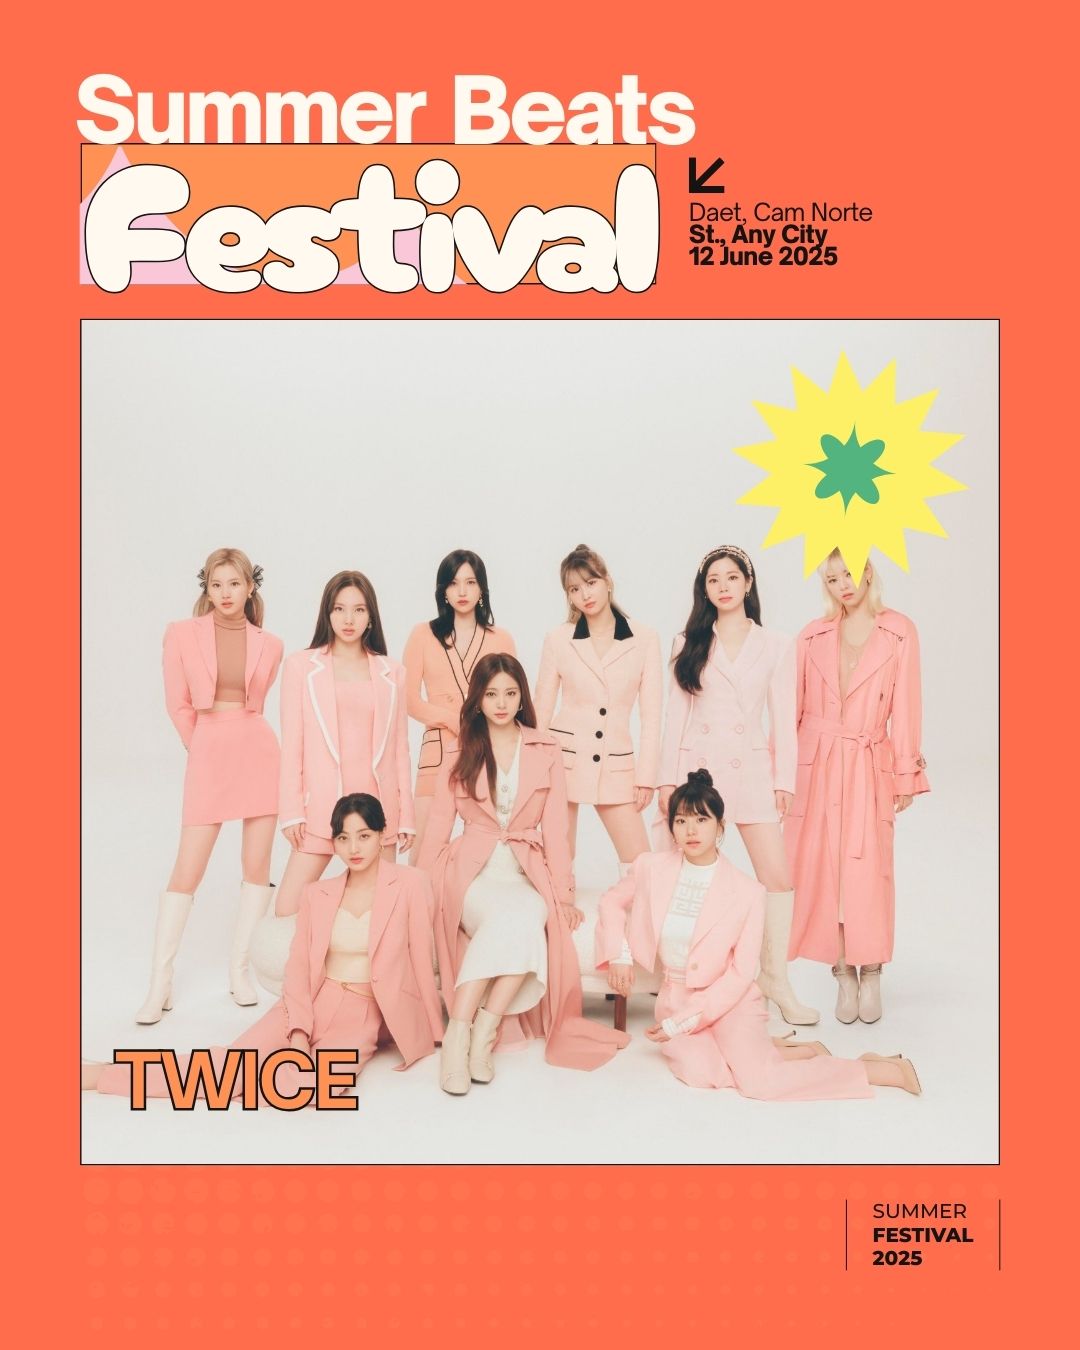 Summer Beats
Festival
Daet, Cam Norte
St., Any City
12 June 2025
TWICE
SUMMER
FESTIVAL
2025